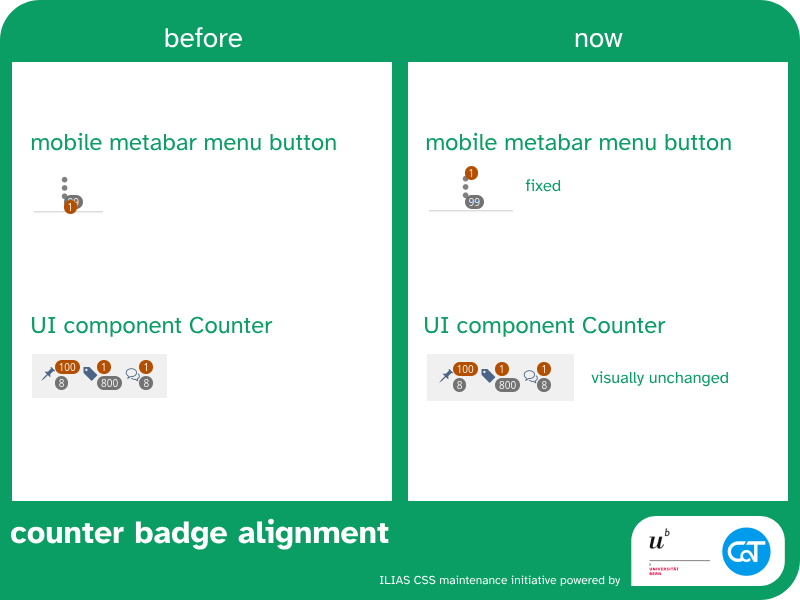 before
now
mobile metabar menu button
1
mobile metabar menu button
1
99
fixed
UI component Counter
100 1 1
8 800 8
UI component Counter
100 1 1
8 800 8
visually unchanged
counter badge alignment
ILIAS CSS maintenance initiative powered by
u b
UNIVERSITÄT
BERN
CaT